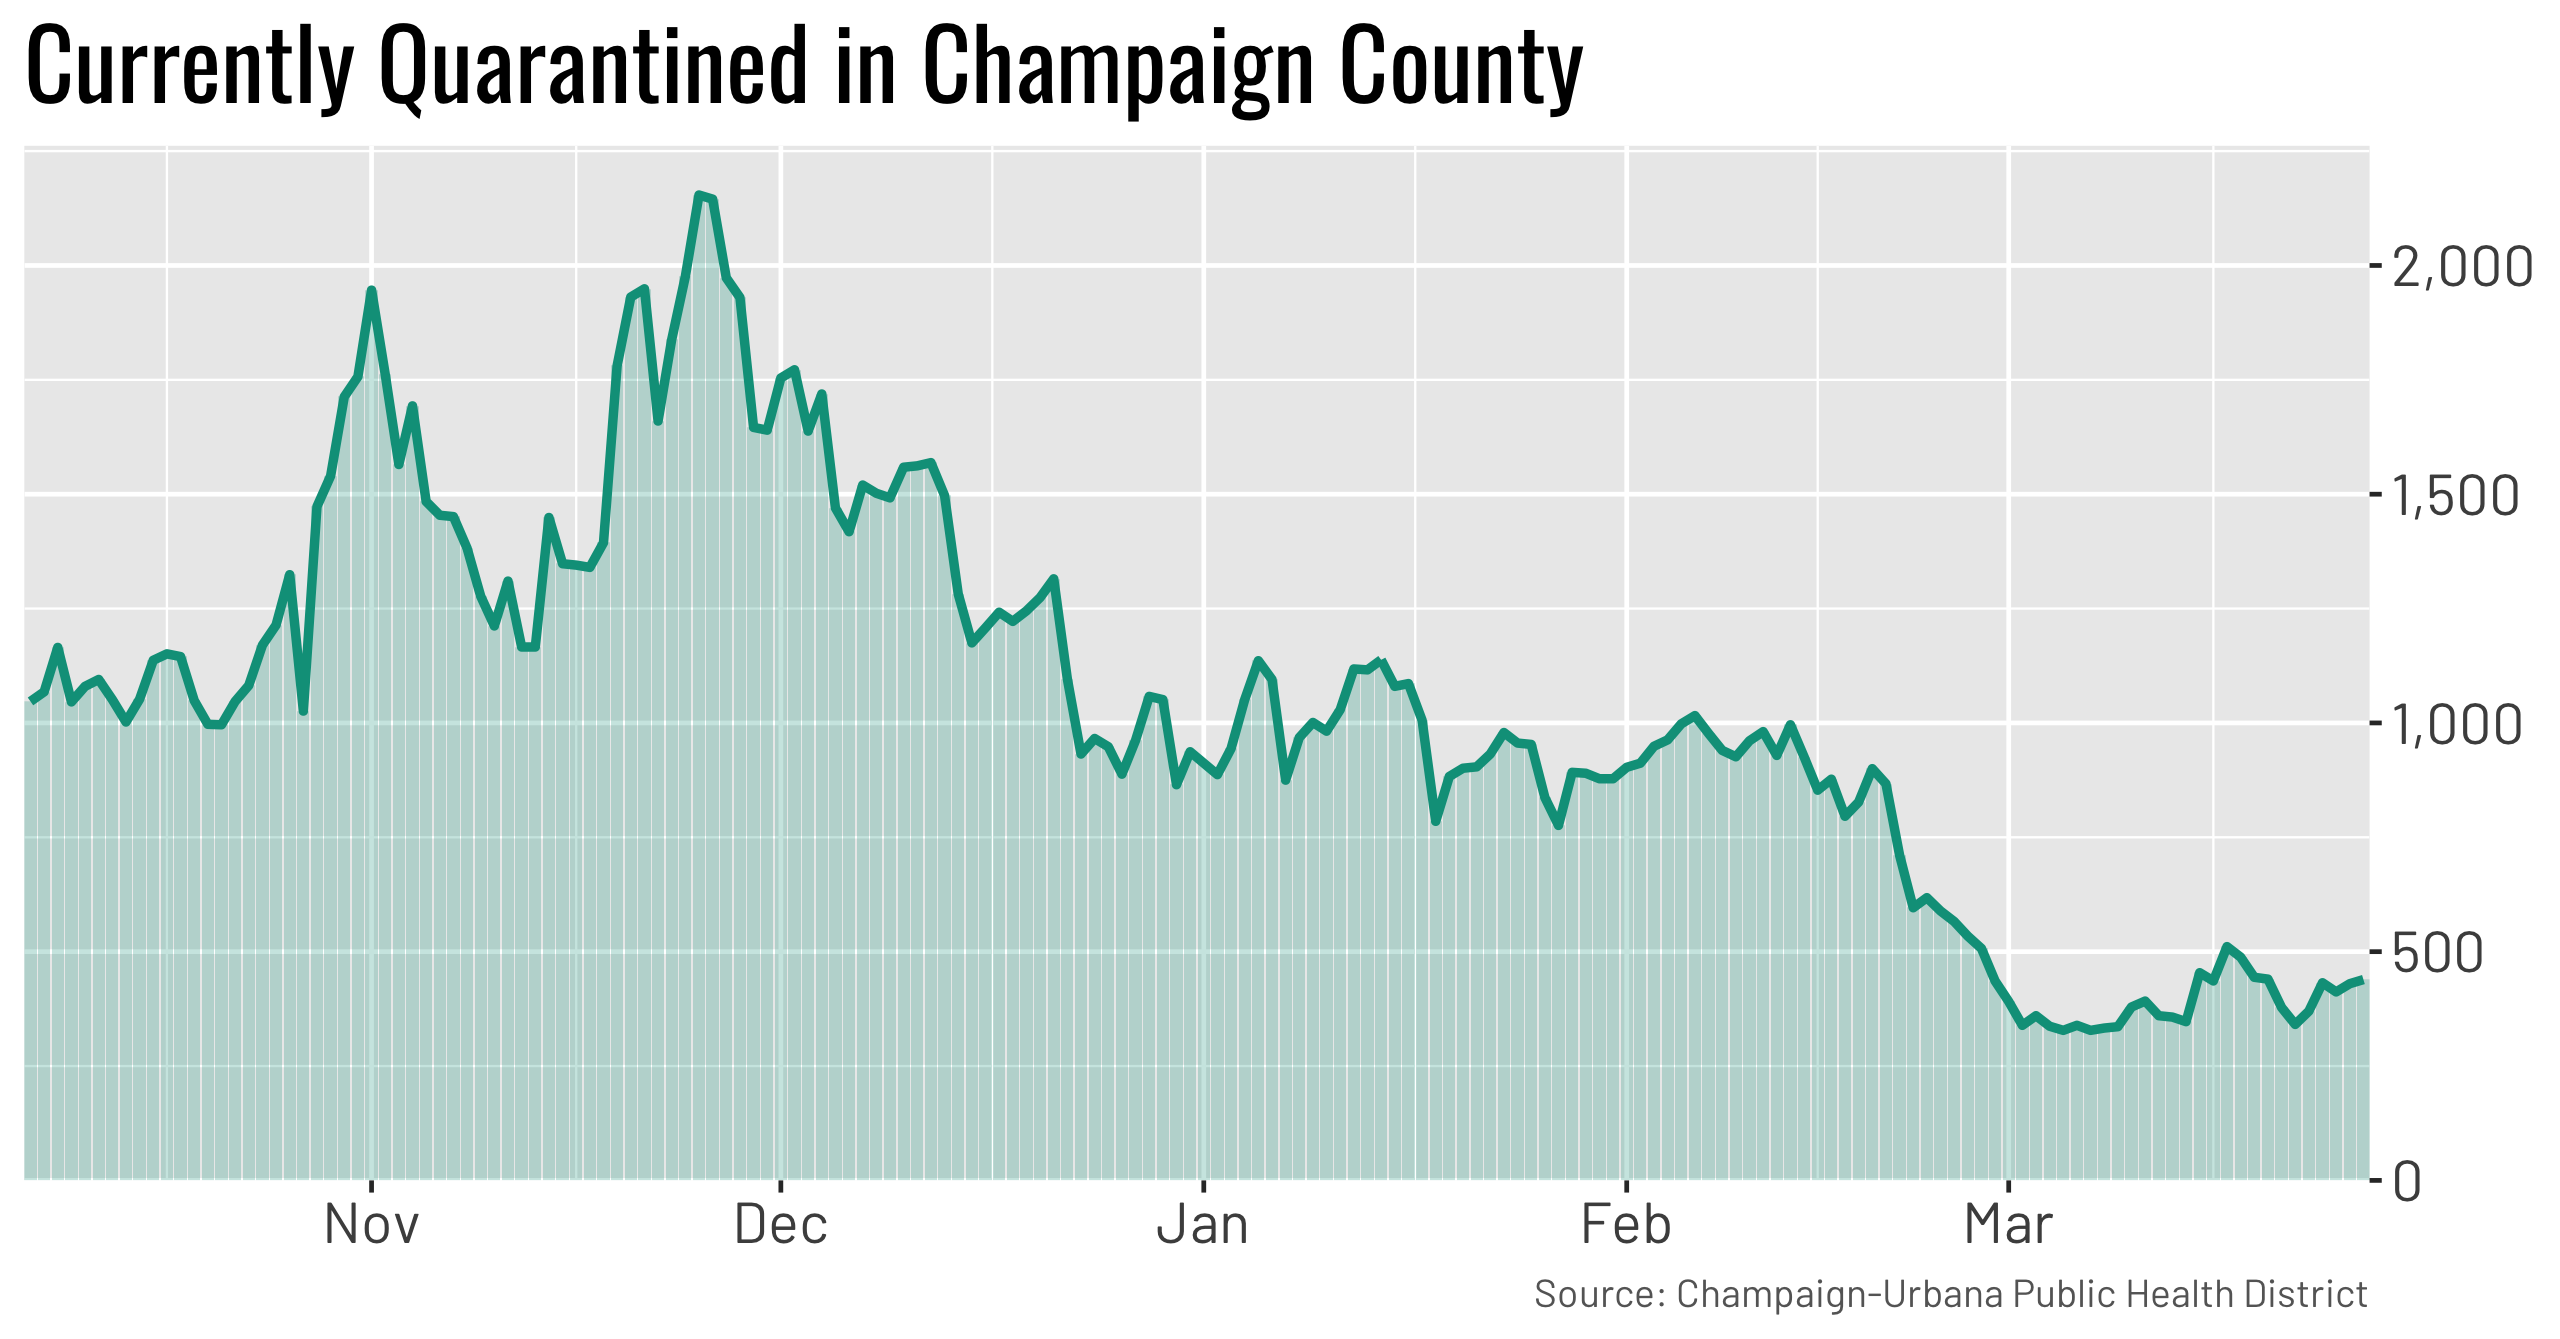 Currently Quarantined in Champaign County
2,000
1,500
1,000
500
0
Nov Dec Jan Feb Mar
Source: Champaign-Urbana Public Health District